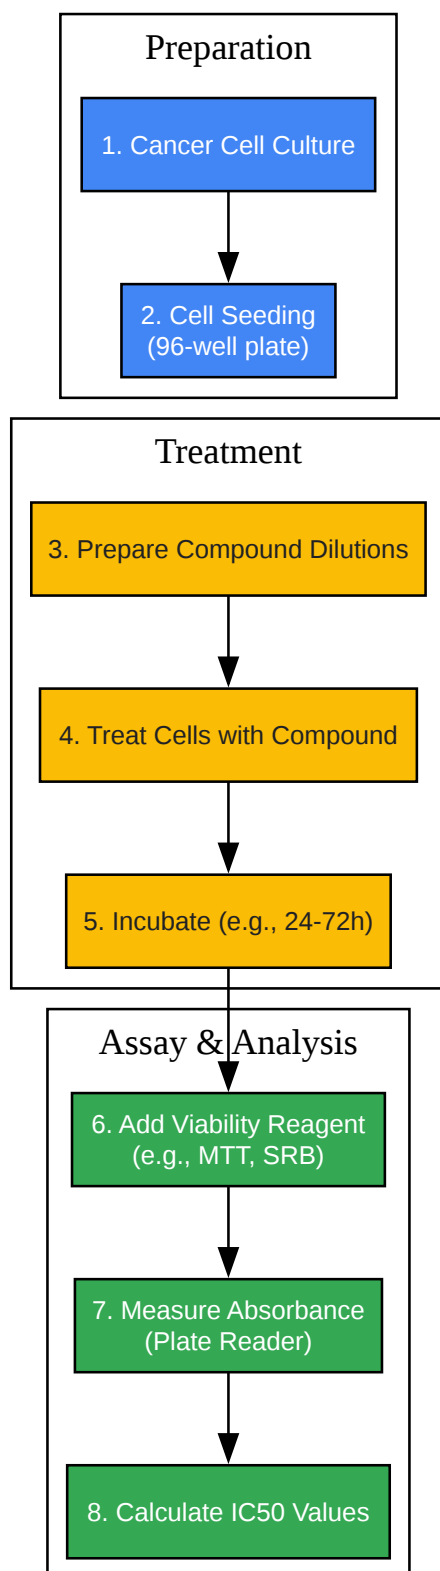 Preparation
1. Cancer Cell Culture
2. Cell Seeding
(96-well plate)
Treatment
3. Prepare Compound Dilutions
4. Treat Cells with Compound
5. Incubate (e.g., 24-72h)
Assay & Analysis
6. Add Viability Reagent
(e.g., MTT, SRB)
7. Measure Absorbance
(Plate Reader)
8. Calculate IC50 Values